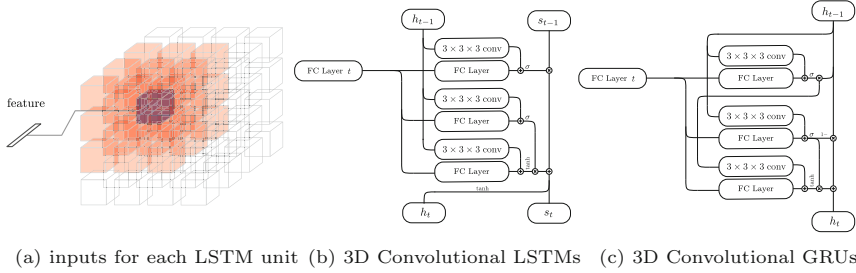 feature
h_{t−1}
s_{t−1}
3 × 3 × 3 conv
FC Layer t
FC Layer
σ
3 × 3 × 3 conv
FC Layer
σ
3 × 3 × 3 conv
FC Layer
tanh
tanh
h_t
s_t
h_{t−1}
3 × 3 × 3 conv
FC Layer t
FC Layer
σ
3 × 3 × 3 conv
FC Layer
σ
1−
3 × 3 × 3 conv
FC Layer
tanh
h_t
(a) inputs for each LSTM unit (b) 3D Convolutional LSTMs (c) 3D Convolutional GRUs